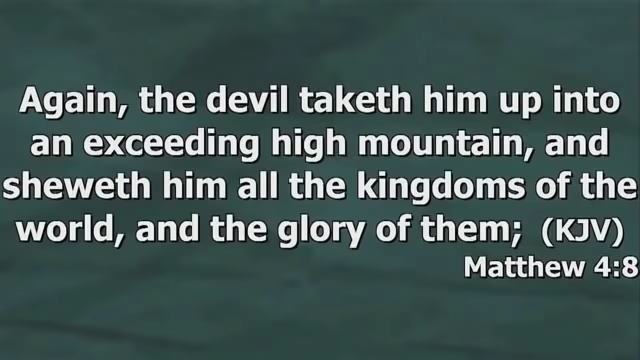 Again, the devil taketh him up into
an exceeding high mountain, and
sheweth him all the kingdoms of the
world, and the glory of them; (KJV)
Matthew 4:8